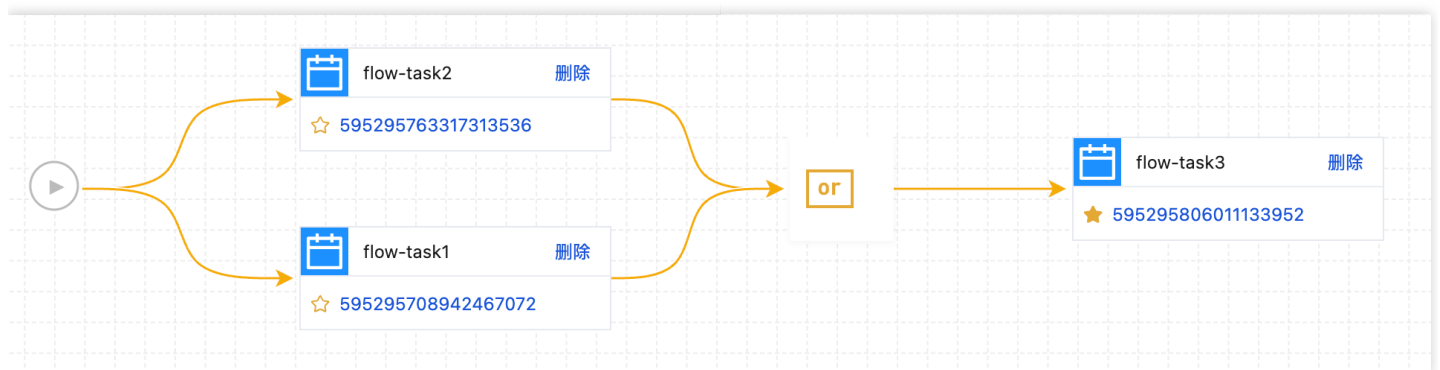 flow-task2 删除
595295763317313536
flow-task1 删除
595295708942467072
or
flow-task3 删除
595295806011133952